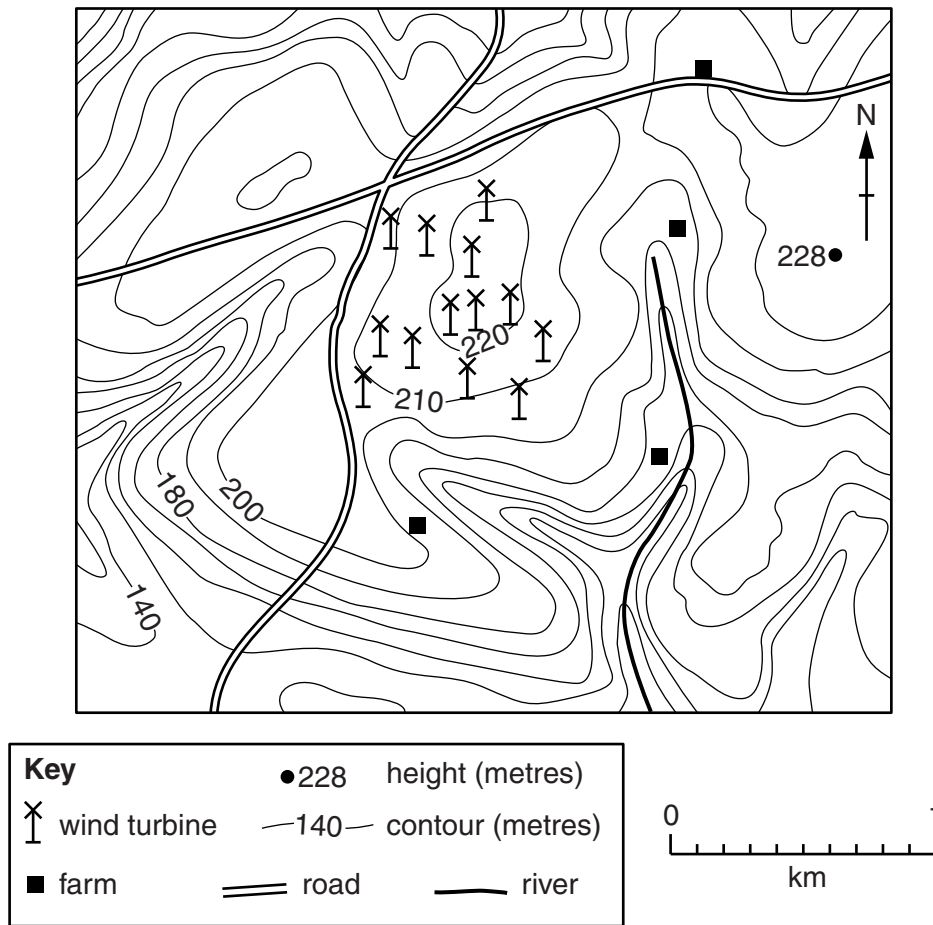 N
228
220
210
200
180
140
Key
228 height (metres)
wind turbine
140 contour (metres)
farm
road
river
0
km